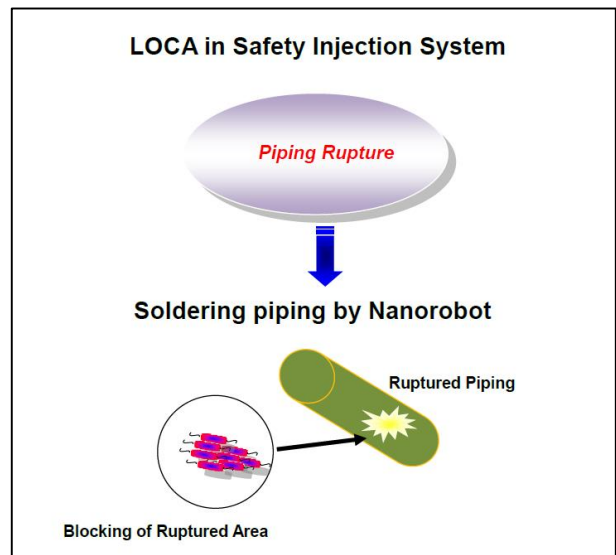 LOCA in Safety Injection System
Piping Rupture
Soldering piping by Nanorobot
Ruptured Piping
Blocking of Ruptured Area